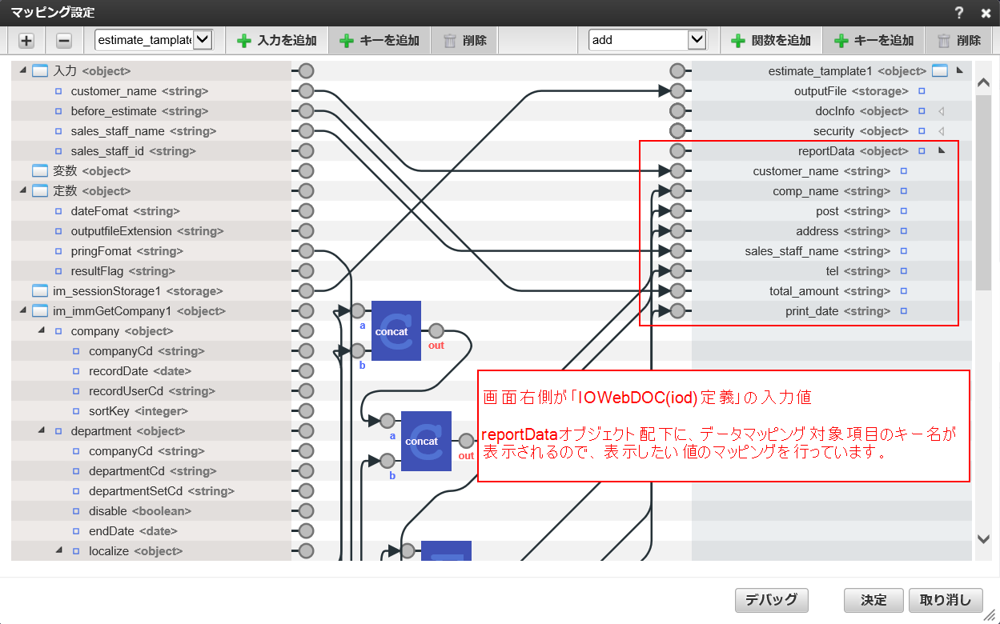 マッピング設定
? ×
estimate_tamplate 入力を追加 キーを追加 削除 add 関数を追加 キーを追加 削除
入力 <object>
customer_name <string>
before_estimate <string>
sales_staff_name <string>
sales_staff_id <string>
変数 <object>
定数 <object>
dateFomat <string>
outputfileExtension <string>
pringFomat <string>
resultFlag <string>
im_sessionStorage1 <storage>
im_immGetCompany1 <object>
company <object>
companyCd <string>
recordDate <date>
recordUserCd <string>
sortKey <integer>
department <object>
companyCd <string>
departmentCd <string>
departmentSetCd <string>
disable <boolean>
endDate <date>
localize <object>
a
concat
out
b
a
concat
out
b
estimate_tamplate1 <object>
outputFile <storage>
docInfo <object>
security <object>
reportData <object>
customer_name <string>
comp_name <string>
post <string>
address <string>
sales_staff_name <string>
tel <string>
total_amount <string>
print_date <string>
画面右側が「IOWebDOC(iod)定義」の入力値
reportDataオブジェクト配下に、データマッピング対象項目のキー名が
表示されるので、表示したい値のマッピングを行っています。
デバッグ 決定 取り消し